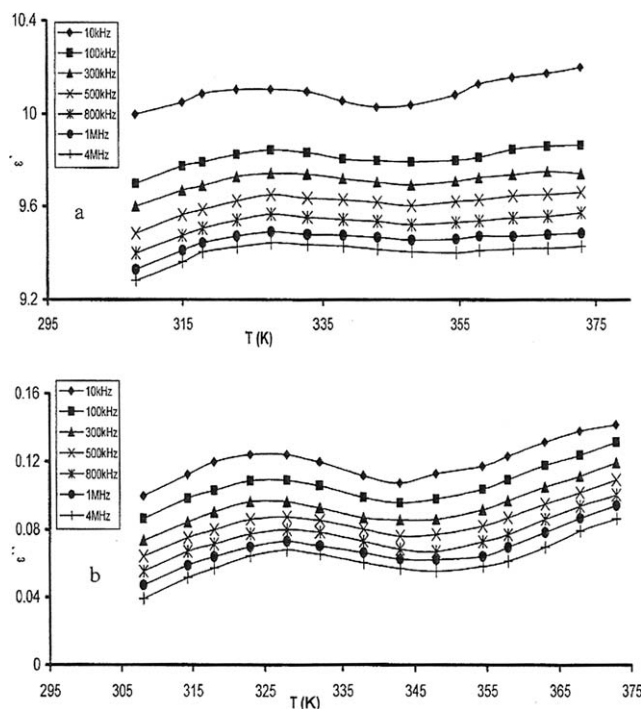 10.4
10kHz
100kHz
300kHz
500kHz
800kHz
1MHz
4MHz
10
ε'
9.6
a
9.2
295
315
335
355
375
T (K)
0.16
10kHz
100kHz
300kHz
500kHz
800kHz
1MHz
4MHz
0.12
0.08
ε''
b
0.04
0
295
305
315
325
335
345
355
365
375
T (K)